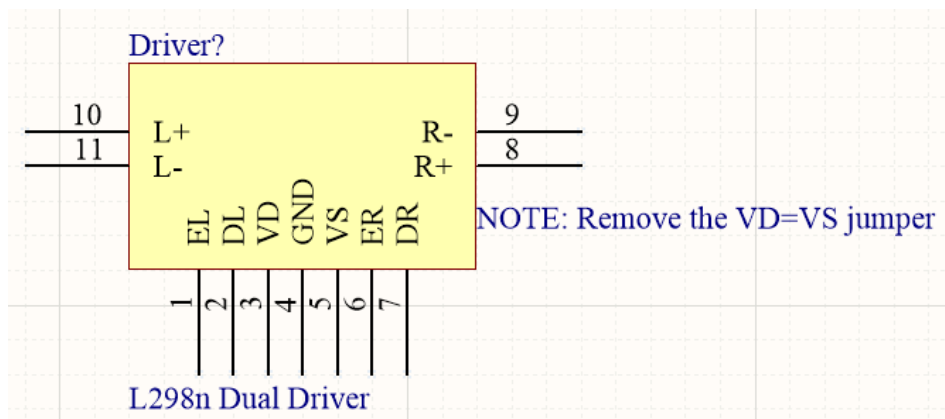 Driver?
10
L+
R-
9
11
L-
R+
8
EL
DL
VD
GND
VS
ER
DR
NOTE: Remove the VD=VS jumper
1
2
3
4
5
6
7
L298n Dual Driver